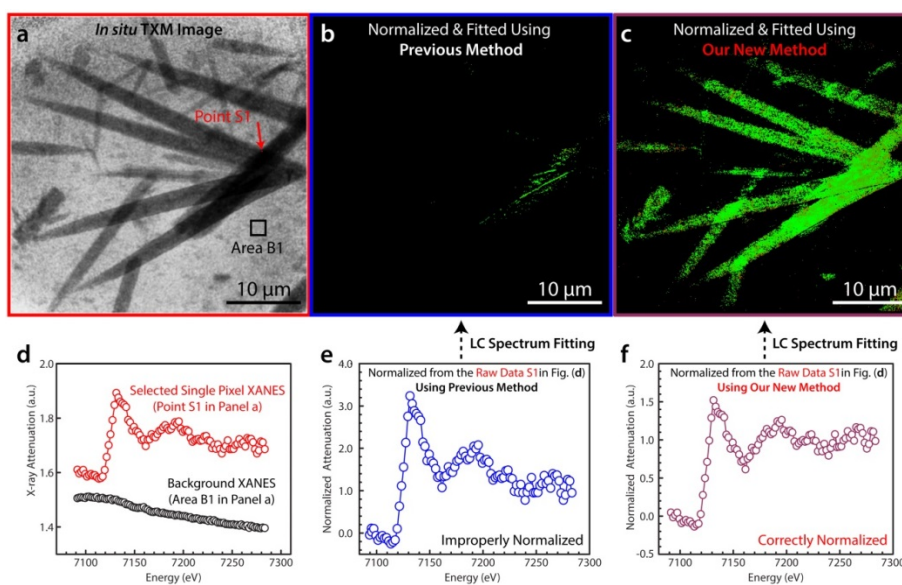 a
In situ TXM Image
Point S1
Area B1
10 μm
b
Normalized & Fitted Using
Previous Method
10 μm
c
Normalized & Fitted Using
Our New Method
10 μm
LC Spectrum Fitting
LC Spectrum Fitting
d
2.0
1.8
1.6
1.4
X-ray Attenuation (a.u.)
Selected Single Pixel XANES
(Point S1 in Panel a)
Background XANES
(Area B1 in Panel a)
7100
7150
7200
7250
7300
Energy (eV)
e
4.0
3.0
2.0
1.0
0.0
Normalized Attenuation (a.u.)
Normalized from the Raw Data S1in Fig. (d)
Using Previous Method
Improperly Normalized
7100
7150
7200
7250
7300
Energy (eV)
f
2.0
1.5
1.0
0.5
0.0
-0.5
Normalized Attenuation (a.u.)
Normalized from the Raw Data S1in Fig. (d)
Using Our New Method
Correctly Normalized
7100
7150
7200
7250
7300
Energy (eV)